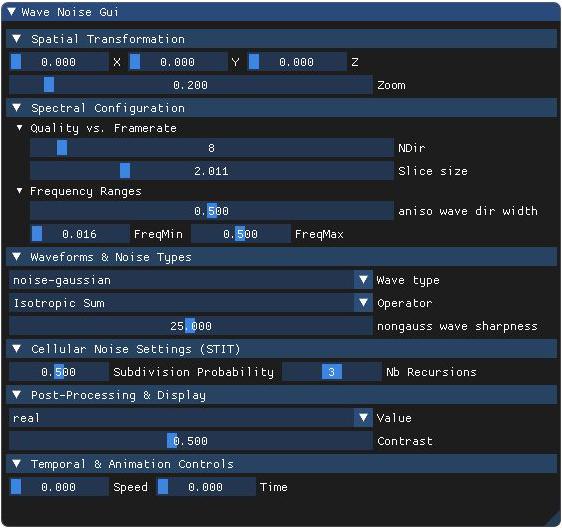 Wave Noise Gui
Spatial Transformation
0.000 X 0.000 Y 0.000 Z
0.200 Zoom
Spectral Configuration
Quality vs. Framerate
8 NDir
2.011 Slice size
Frequency Ranges
0.500 aniso wave dir width
0.016 FreqMin 0.500 FreqMax
Waveforms & Noise Types
noise-gaussian Wave type
Isotropic Sum Operator
25.000 nongauss wave sharpness
Cellular Noise Settings (STIT)
0.500 Subdivision Probability 3 Nb Recursions
Post-Processing & Display
real Value
0.500 Contrast
Temporal & Animation Controls
0.000 Speed 0.000 Time